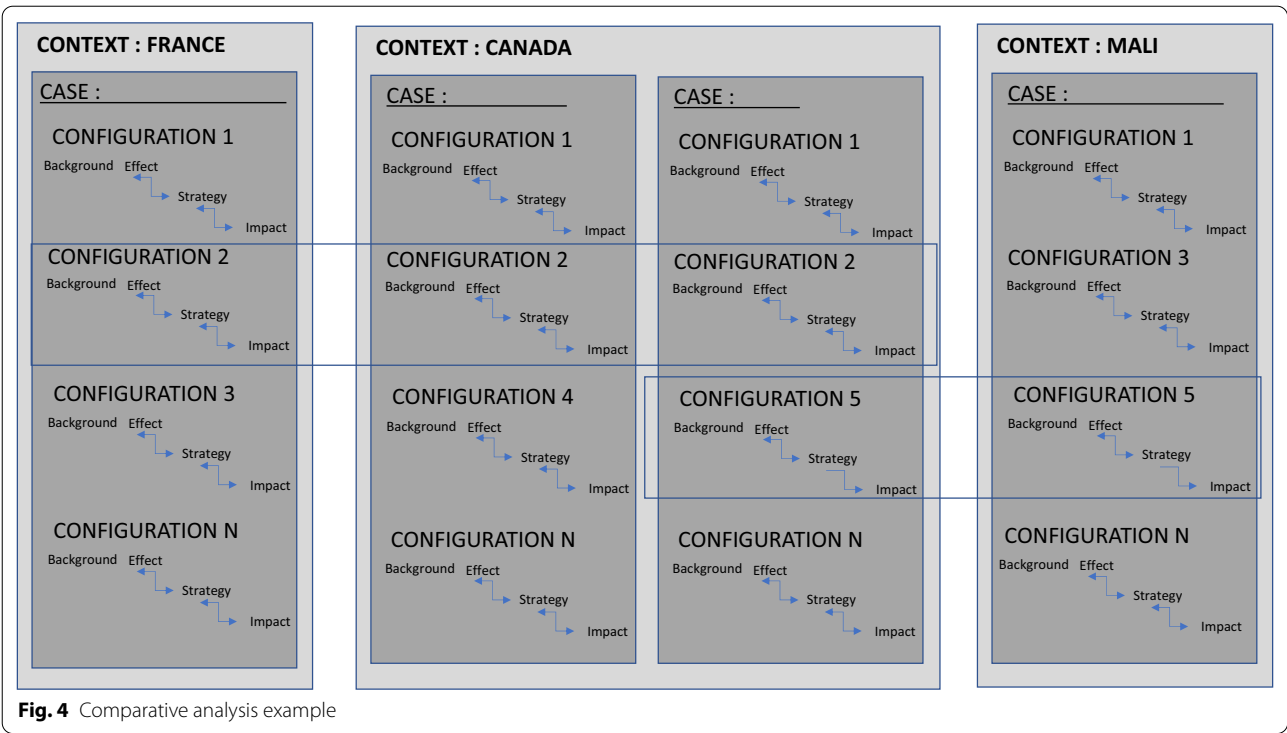 CONTEXT : FRANCE
CASE :
CONFIGURATION 1
Background Effect
Strategy
Impact
CONFIGURATION 2
Background Effect
Strategy
Impact
CONFIGURATION 3
Background Effect
Strategy
Impact
CONFIGURATION N
Background Effect
Strategy
Impact
CONTEXT : CANADA
CASE :
CONFIGURATION 1
Background Effect
Strategy
Impact
CONFIGURATION 2
Background Effect
Strategy
Impact
CONFIGURATION 4
Background Effect
Strategy
Impact
CONFIGURATION N
Background Effect
Strategy
Impact
CASE :
CONFIGURATION 1
Background Effect
Strategy
Impact
CONFIGURATION 2
Background Effect
Strategy
Impact
CONFIGURATION 5
Background Effect
Strategy
Impact
CONFIGURATION N
Background Effect
Strategy
Impact
CONTEXT : MALI
CASE :
CONFIGURATION 1
Background Effect
Strategy
Impact
CONFIGURATION 3
Background Effect
Strategy
Impact
CONFIGURATION 5
Background Effect
Strategy
Impact
CONFIGURATION N
Background Effect
Strategy
Impact
Fig. 4 Comparative analysis example